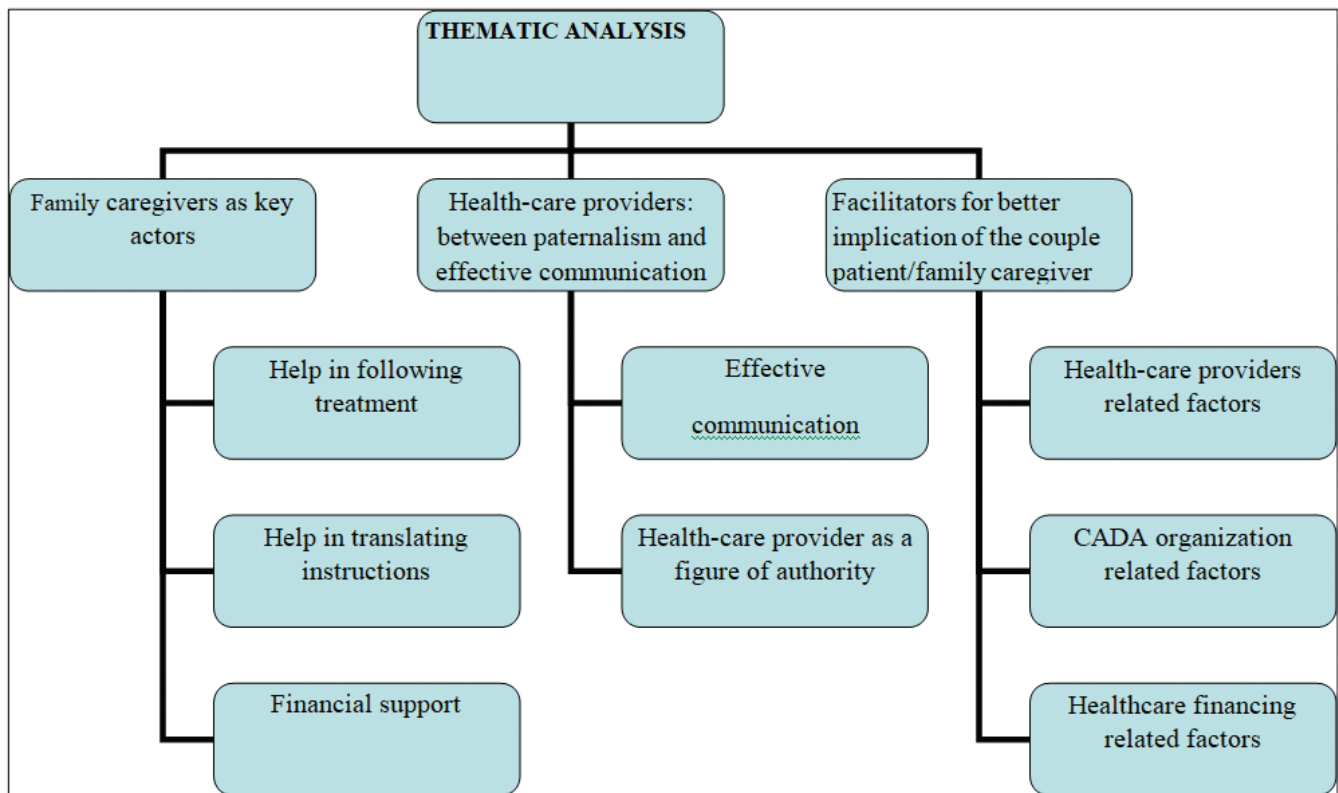 THEMATIC ANALYSIS
Family caregivers as key
actors
Health-care providers:
between paternalism and
effective communication
Facilitators for better
implication of the couple
patient/family caregiver
Help in following
treatment
Help in translating
instructions
Financial support
Effective
communication
Health-care provider as a
figure of authority
Health-care providers
related factors
CADA organization
related factors
Healthcare financing
related factors